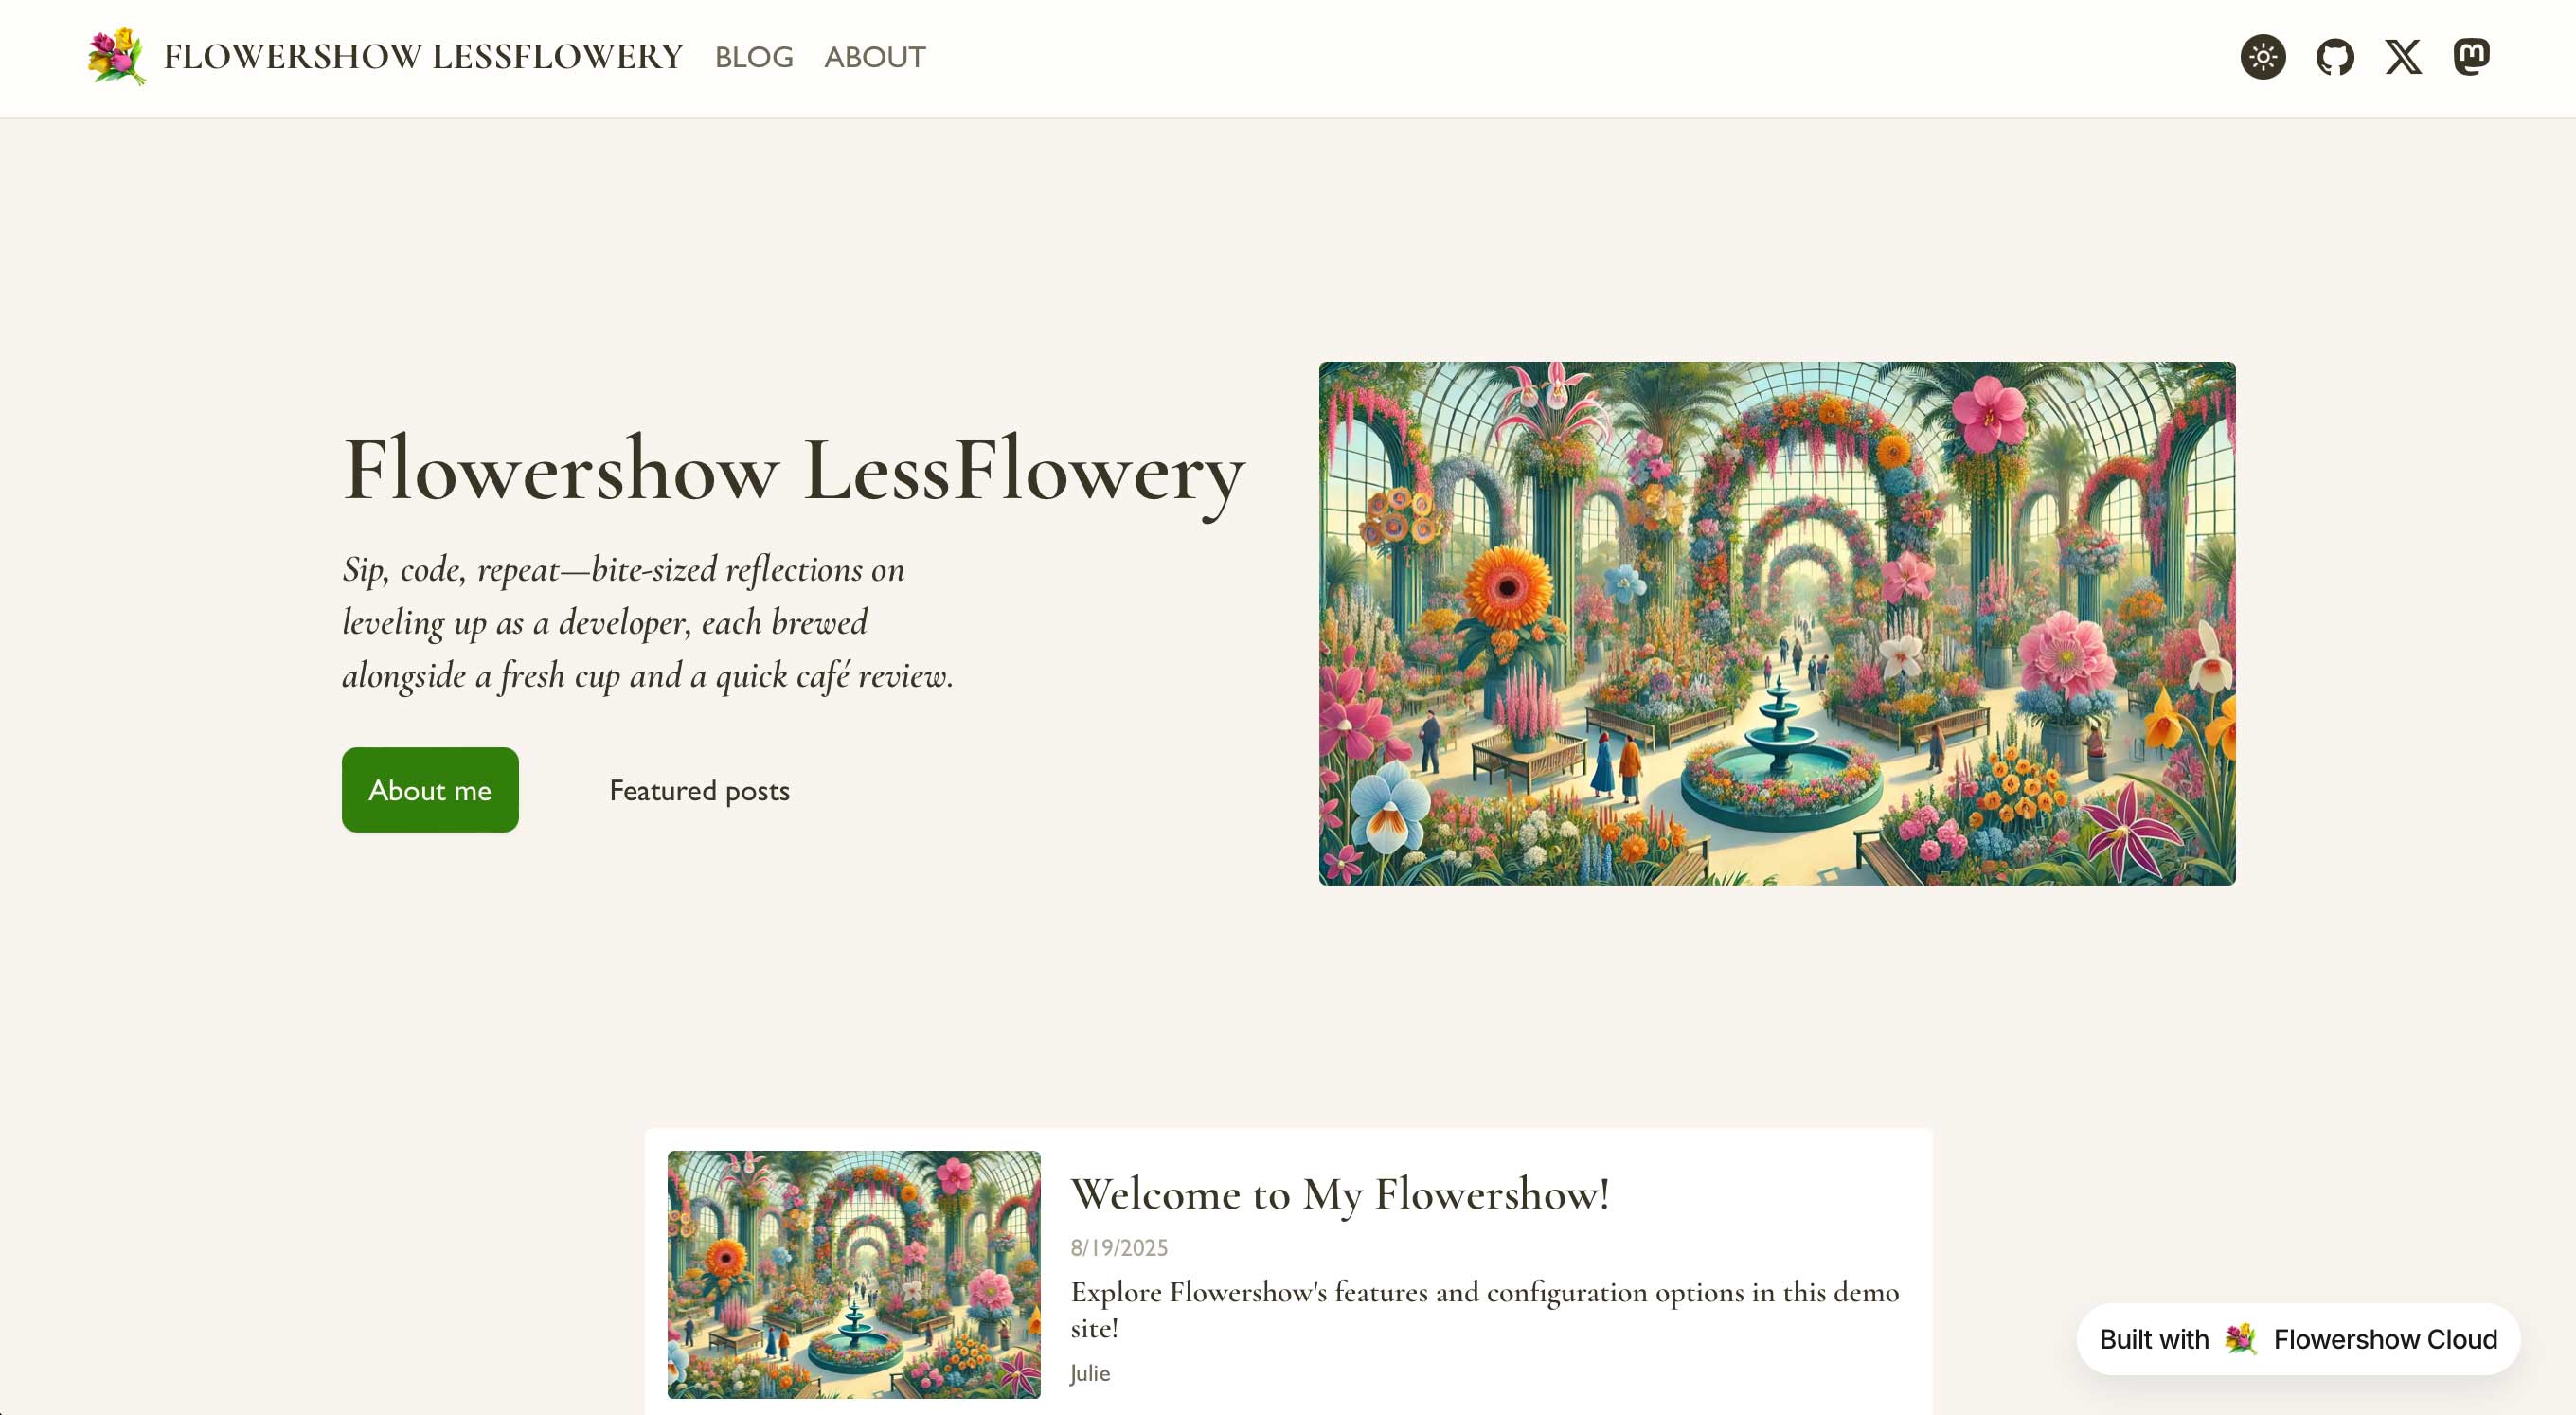 FLOWERSHOW LESSFLOWERY BLOG ABOUT
Flowershow LessFlowery
Sip, code, repeat—bite-sized reflections on
leveling up as a developer, each brewed
alongside a fresh cup and a quick café review.
About me Featured posts
Welcome to My Flowershow!
8/19/2025
Explore Flowershow's features and configuration options in this demo
site!
Julie
Built with Flowershow Cloud